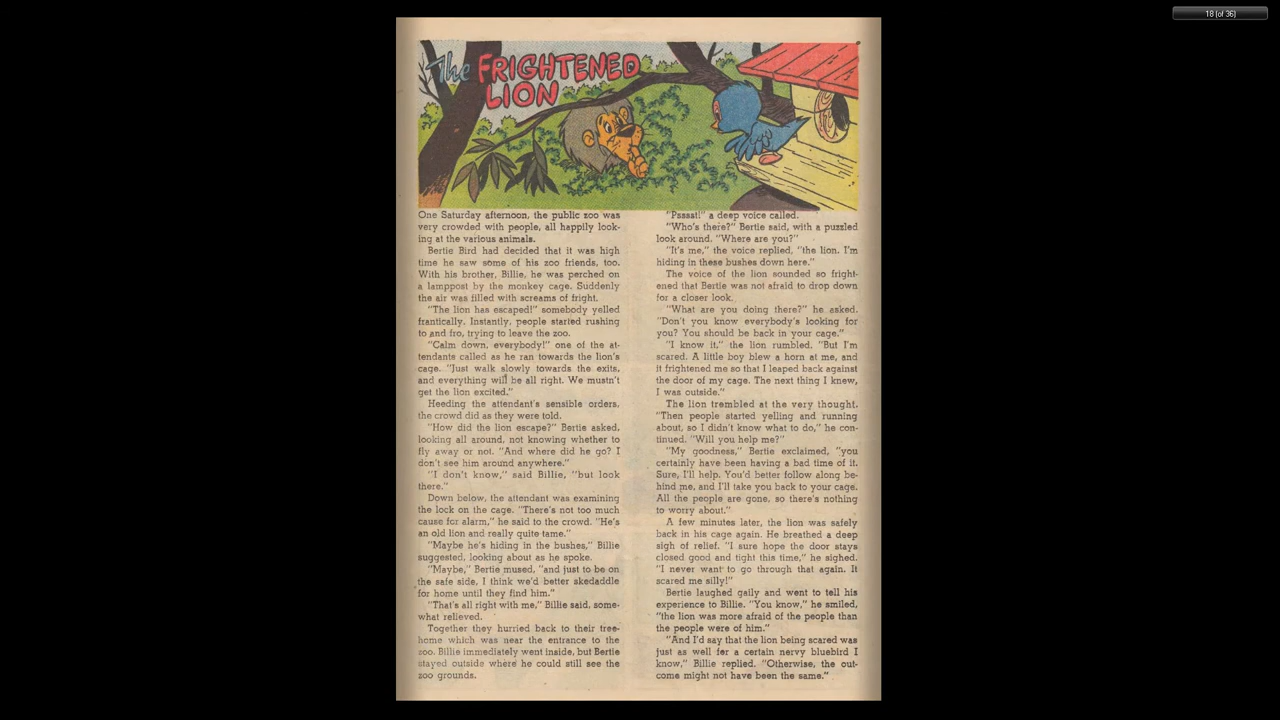 18 (of 36)
The FRIGHTENED
LION
One Saturday afternoon, the public zoo was
very crowded with people, all happily look-
ing at the various animals.
Bertie Bird had decided that it was high
time he saw some of his zoo friends, too.
With his brother, Billie, he was perched on
a lamppost by the monkey cage. Suddenly
the air was filled with screams of fright.
"The lion has escaped!" somebody yelled
frantically. Instantly, people started rushing
to and fro, trying to leave the zoo.
"Calm down, everybody!" one of the at-
tendants called as he ran towards the lion's
cage. "Just walk slowly towards the exits,
and everything will be all right. We mustn't
get the lion excited."
Heeding the attendant's sensible orders,
the crowd did as they were told.
"How did the lion escape?" Bertie asked,
looking all around, not knowing whether to
fly away or not. "And where did he go? I
don't see him around anywhere."
"I don't know," said Billie, "but look
there."
Down below, the attendant was examining
the lock on the cage. "There's not too much
cause for alarm," he said to the crowd. "He's
an old lion and really quite tame."
"Maybe he's hiding in the bushes," Billie
suggested, looking about as he spoke.
"Maybe," Bertie mused, "and just to be on
the safe side, I think we'd better skedaddle
for home until they find him."
"That's all right with me," Billie said, some-
what relieved.
Together they hurried back to their tree-
home which was near the entrance to the
zoo. Billie immediately went inside, but Bertie
stayed outside where he could still see the
zoo grounds.
"Psssst!" a deep voice called.
"Who's there?" Bertie said, with a puzzled
look around. "Where are you?"
"It's me," the voice replied, "the lion. I'm
hiding in these bushes down here."
The voice of the lion sounded so fright-
ened that Bertie was not afraid to drop down
for a closer look.
"What are you doing there?" he asked.
"Don't you know everybody's looking for
you? You should be back in your cage."
"I know it," the lion rumbled. "But I'm
scared. A little boy blew a horn at me, and
it frightened me so that I leaped back against
the door of my cage. The next thing I knew,
I was outside."
The lion trembled at the very thought.
"Then people started yelling and running
about, so I didn't know what to do," he con-
tinued. "Will you help me?"
"My goodness," Bertie exclaimed, "you
certainly have been having a bad time of it.
Sure, I'll help. You'd better follow along be-
hind me, and I'll take you back to your cage.
All the people are gone, so there's nothing
to worry about."
A few minutes later, the lion was safely
back in his cage again. He breathed a deep
sigh of relief. "I sure hope the door stays
closed good and tight this time," he sighed.
"I never want to go through that again. It
scared me silly!"
Bertie laughed gaily and went to tell his
experience to Billie. "You know," he smiled,
"the lion was more afraid of the people than
the people were of him."
"And I'd say that the lion being scared was
just as well for a certain nervy bluebird I
know," Billie replied. "Otherwise, the out-
come might not have been the same."